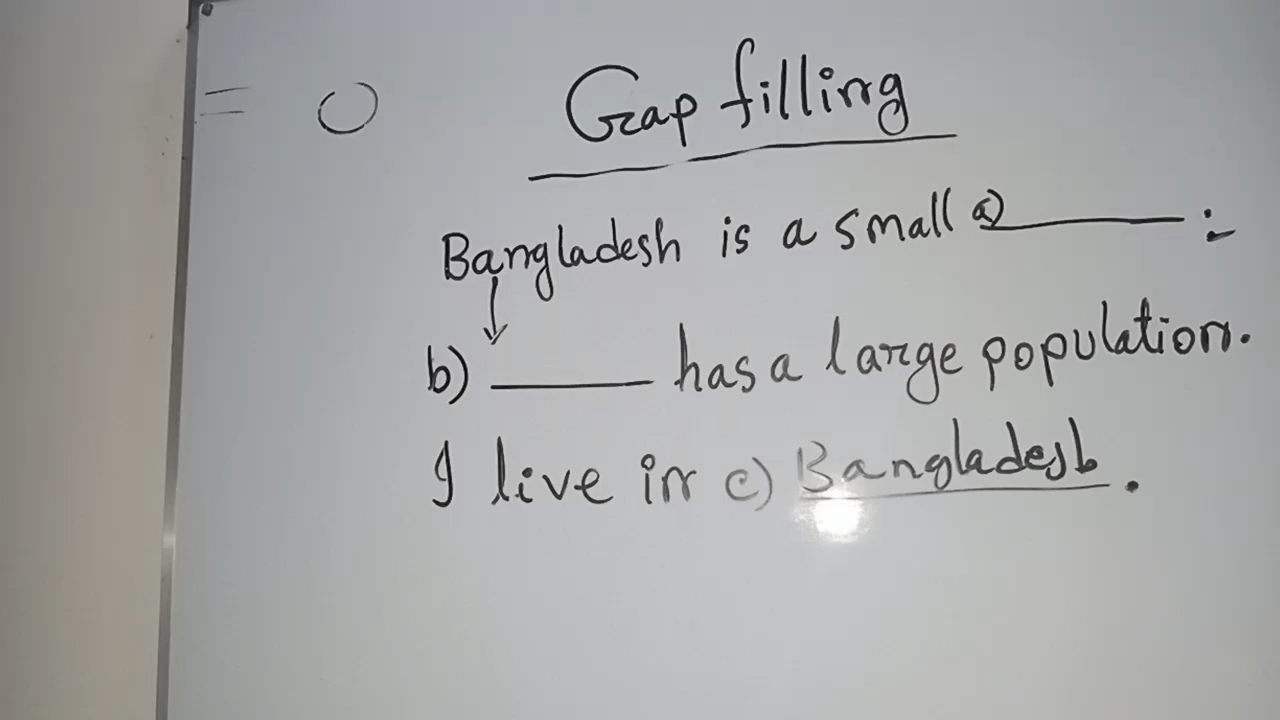 = O
Gap filling
Bangladesh is a small a) ______ :
b) ______ has a large population.
I live in c) Bangladesh.